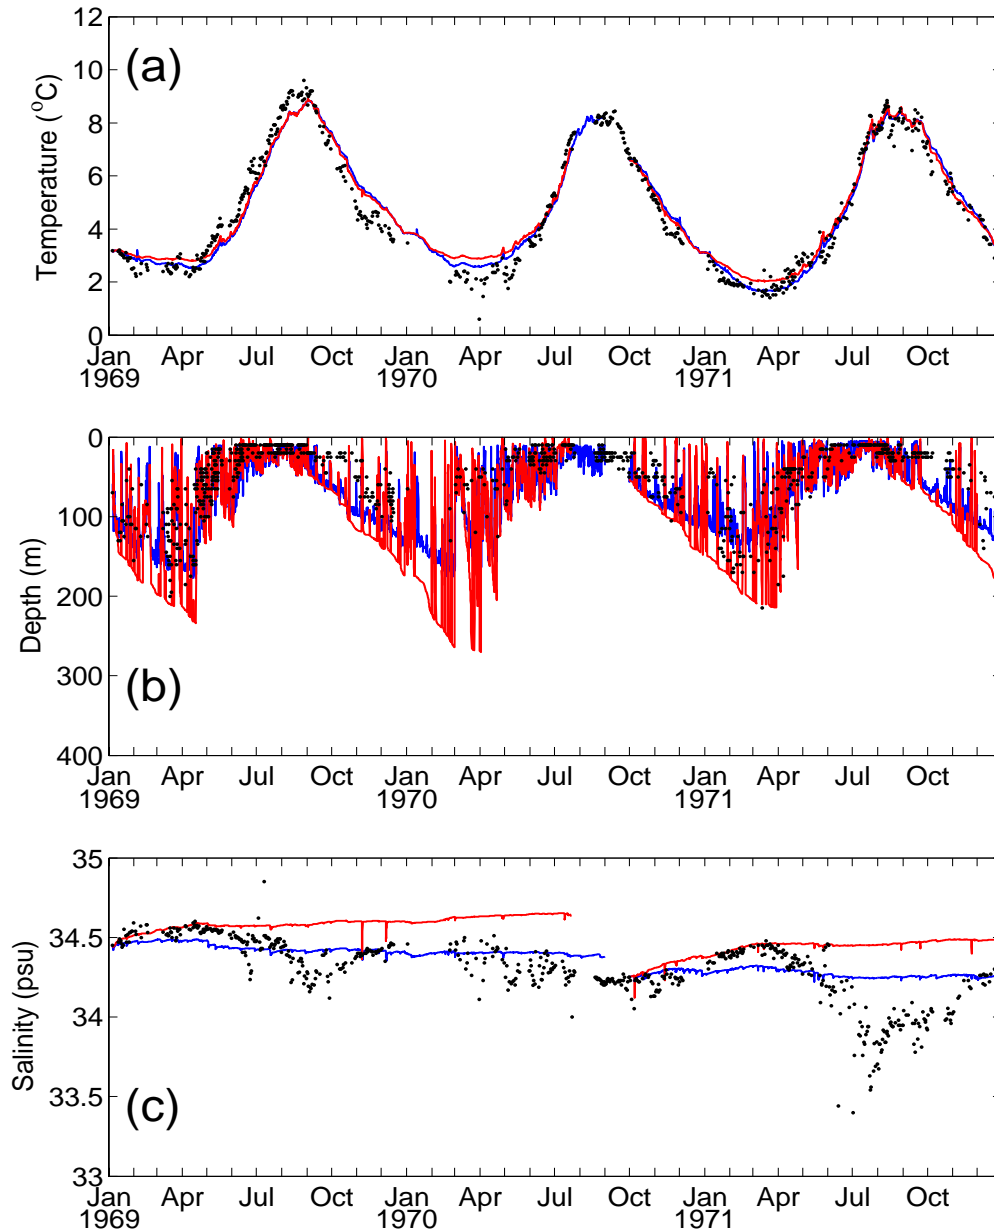 (a)
Temperature (°C)
12
10
8
6
4
2
0
Jan Apr Jul Oct Jan Apr Jul Oct Jan Apr Jul Oct
1969 1970 1971
(b)
Depth (m)
0
100
200
300
400
Jan Apr Jul Oct Jan Apr Jul Oct Jan Apr Jul Oct
1969 1970 1971
(c)
Salinity (psu)
35
34.5
34
33.5
33
Jan Apr Jul Oct Jan Apr Jul Oct Jan Apr Jul Oct
1969 1970 1971